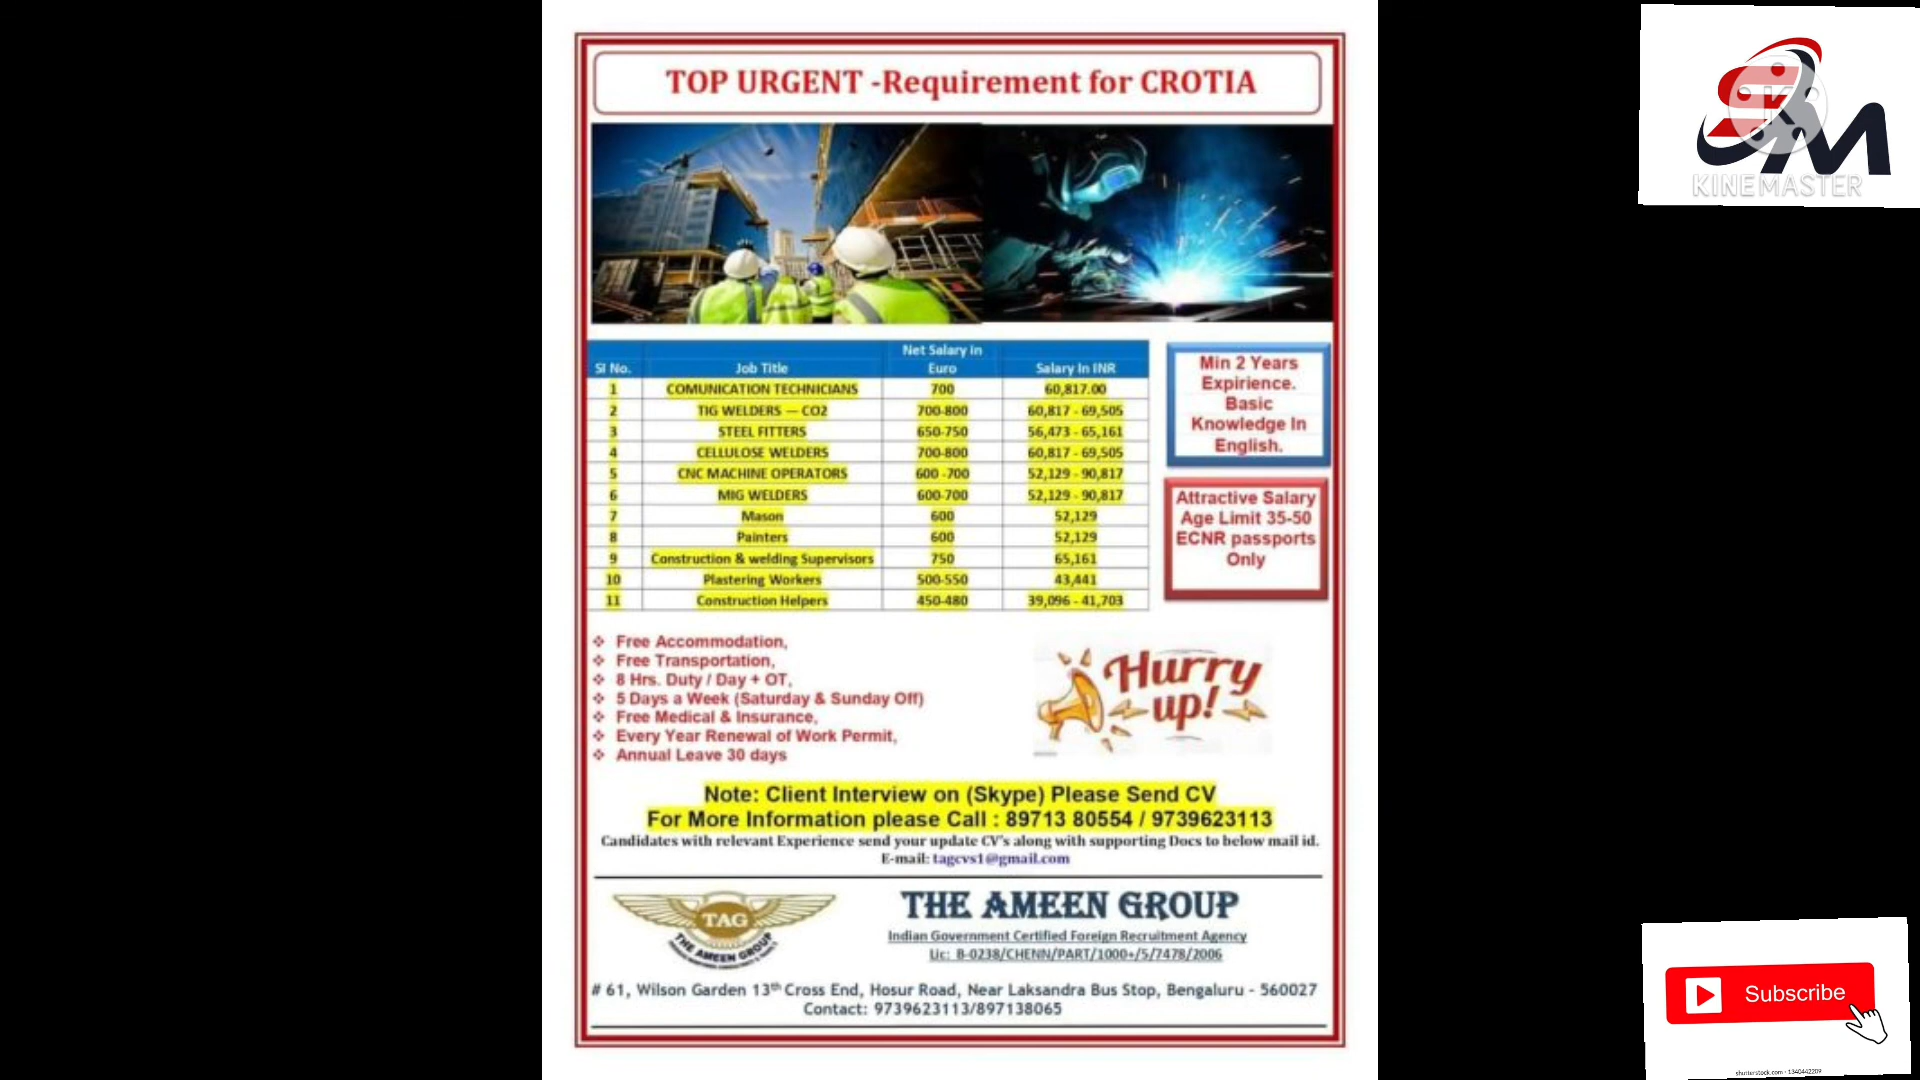 TOP URGENT -Requirement for CROTIA
SI No. Job Title Net Salary in Euro Salary In INR
1 COMUNICATION TECHNICIANS 700 60,817.00
2 TIG WELDERS — CO2 700-800 60,817 - 69,505
3 STEEL FITTERS 650-750 56,473 - 65,161
4 CELLULOSE WELDERS 700-800 60,817 - 69,505
5 CNC MACHINE OPERATORS 600 -700 52,129 - 90,817
6 MIG WELDERS 600-700 52,129 - 90,817
7 Mason 600 52,129
8 Painters 600 52,129
9 Construction & welding Supervisors 750 65,161
10 Plastering Workers 500-550 43,441
11 Construction Helpers 450-480 39,096 - 41,703
Min 2 Years
Expirience.
Basic
Knowledge In
English.
Attractive Salary
Age Limit 35-50
ECNR passports
Only
❖ Free Accommodation,
❖ Free Transportation,
❖ 8 Hrs. Duty / Day + OT,
❖ 5 Days a Week (Saturday & Sunday Off)
❖ Free Medical & Insurance,
❖ Every Year Renewal of Work Permit,
❖ Annual Leave 30 days
Hurry
up!
Note: Client Interview on (Skype) Please Send CV
For More Information please Call : 89713 80554 / 9739623113
Candidates with relevant Experience send your update CV's along with supporting Docs to below mail id.
E-mail: tagcvs1@gmail.com
TAG
THE AMEEN GROUP
THE AMEEN GROUP
Indian Government Certified Foreign Recruitment Agency
Lic: B-0238/CHENN/PART/1000+/5/7478/2006
# 61, Wilson Garden 13th Cross End, Hosur Road, Near Laksandra Bus Stop, Bengaluru - 560027
Contact: 9739623113/897138065
SM
K
KINEMASTER
Subscribe
shutterstock.com · 1340442209